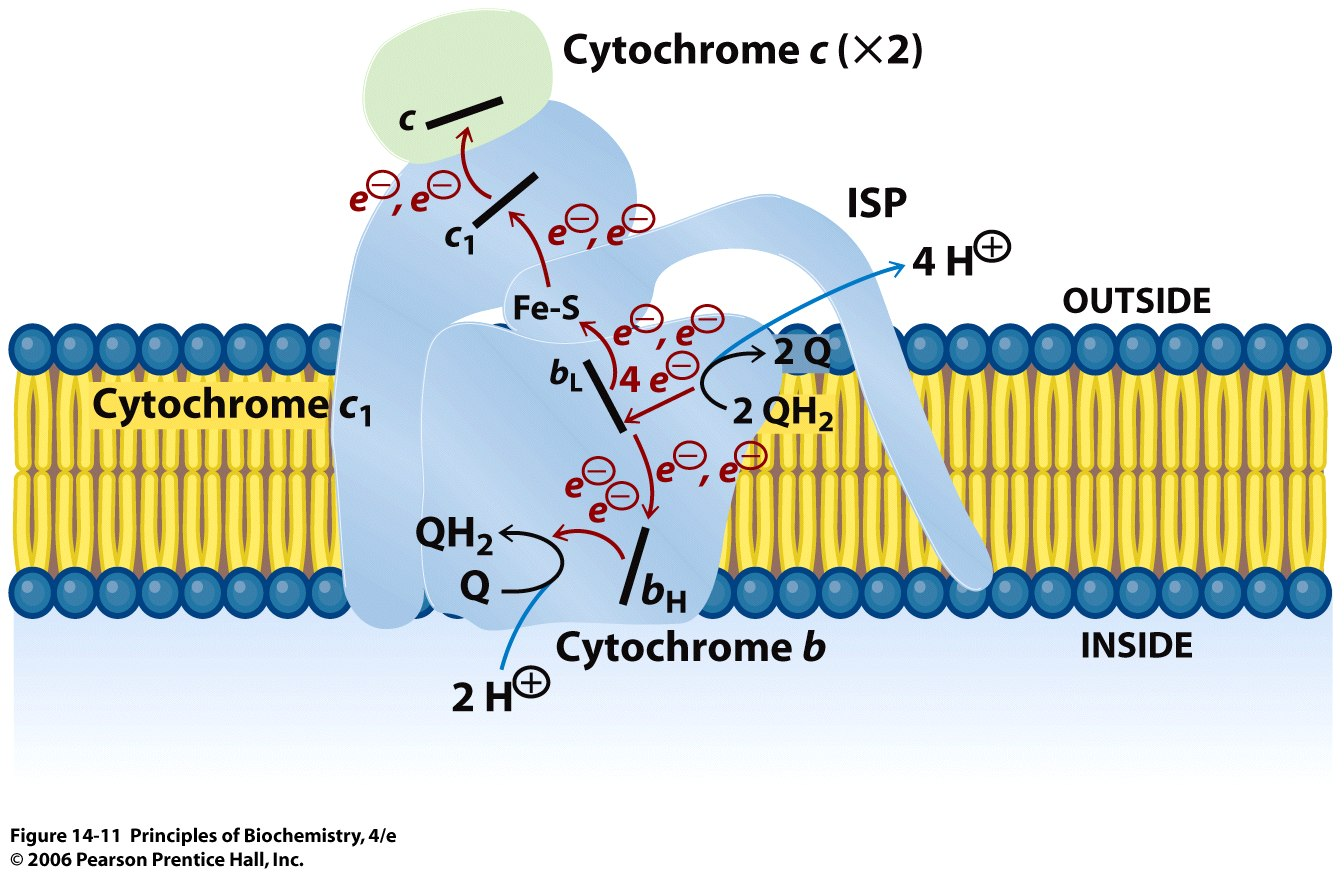 Cytochrome c (×2)
c
e⊖, e⊖
ISP
c₁
e⊖, e⊖
4 H⊕
OUTSIDE
Fe-S
e⊖, e⊖
2 Q
bL
4 e⊖
Cytochrome c₁
2 QH₂
e⊖, e⊖
e⊖
e⊖
QH₂
Q
bH
Cytochrome b
INSIDE
2 H⊕
Figure 14-11 Principles of Biochemistry, 4/e
© 2006 Pearson Prentice Hall, Inc.